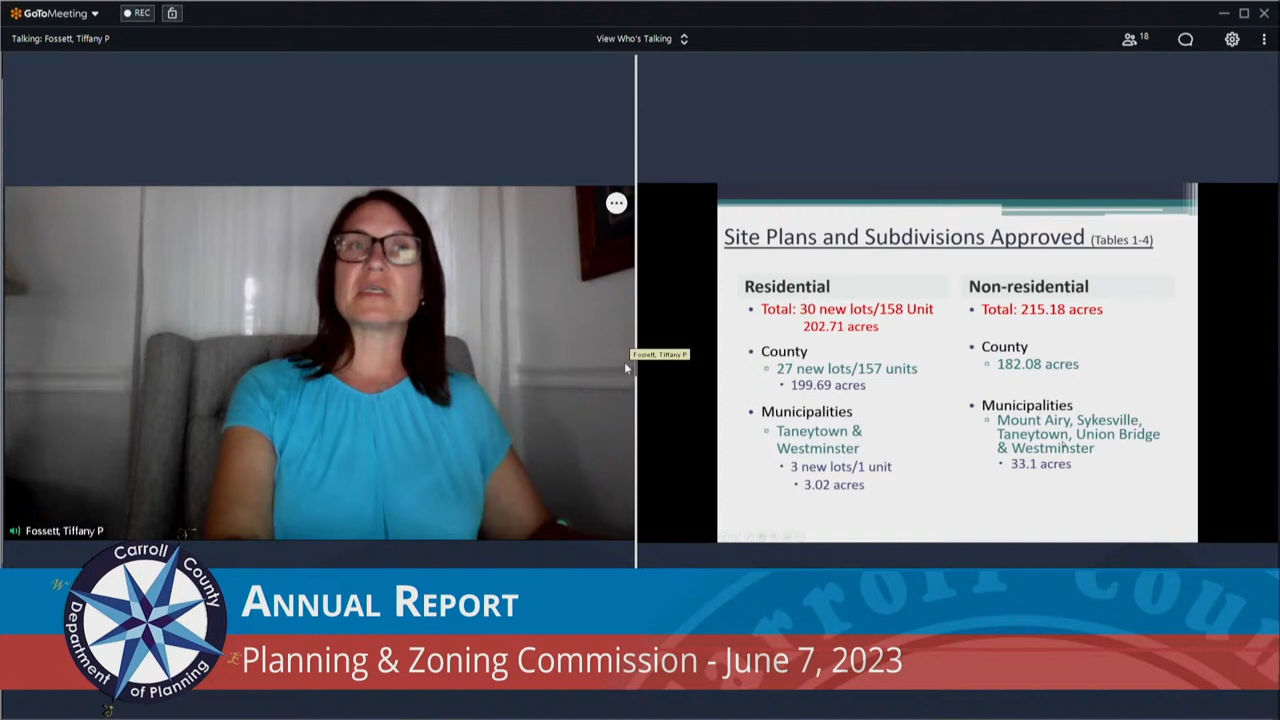 GoToMeeting
REC
Talking: Fossett, Tiffany P
View Who's Talking
18
Site Plans and Subdivisions Approved (Tables 1-4)
Residential
• Total: 30 new lots/158 Unit
202.71 acres
• County
▫ 27 new lots/157 units
• 199.69 acres
• Municipalities
▫ Taneytown &
Westminster
• 3 new lots/1 unit
• 3.02 acres
Non-residential
• Total: 215.18 acres
• County
▫ 182.08 acres
• Municipalities
▫ Mount Airy, Sykesville,
Taneytown, Union Bridge
& Westminster
• 33.1 acres
Fossett, Tiffany P
Fossett, Tiffany P
Carroll County
Department of Planning
W
E
S
Annual Report
Planning & Zoning Commission - June 7, 2023
arroll Coun